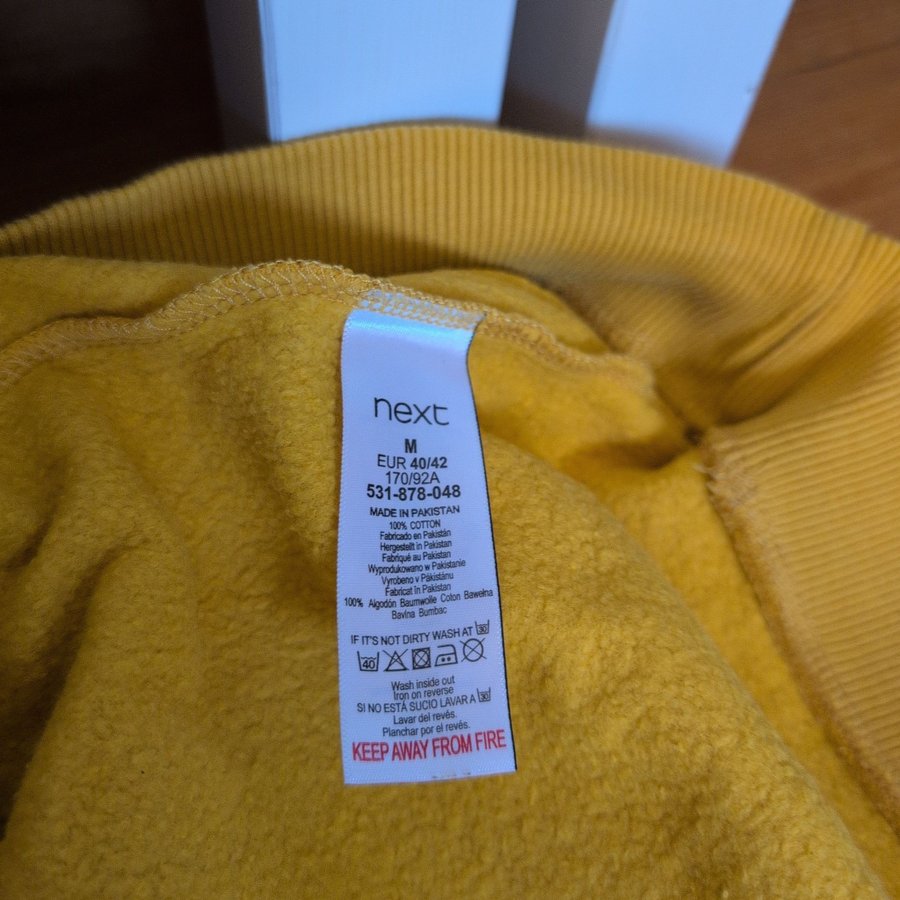 next
M
EUR 40/42
170/92A
531-878-048
MADE IN PAKISTAN
100% COTTON
Fabricado en Pakistán
Hergestellt in Pakistan
Fabriqué au Pakistan
Wyprodukowano w Pakistanie
Vyrobeno v Pákistánu
Fabricat în Pakistan
100% Algodón Baumwolle Coton Bawełna
Bavlna Bumbac
IF IT'S NOT DIRTY WASH AT 30
40
Wash inside out
Iron on reverse
SI NO ESTÁ SUCIO LAVAR A 30
Lavar del revés.
Planchar por el revés.
KEEP AWAY FROM FIRE